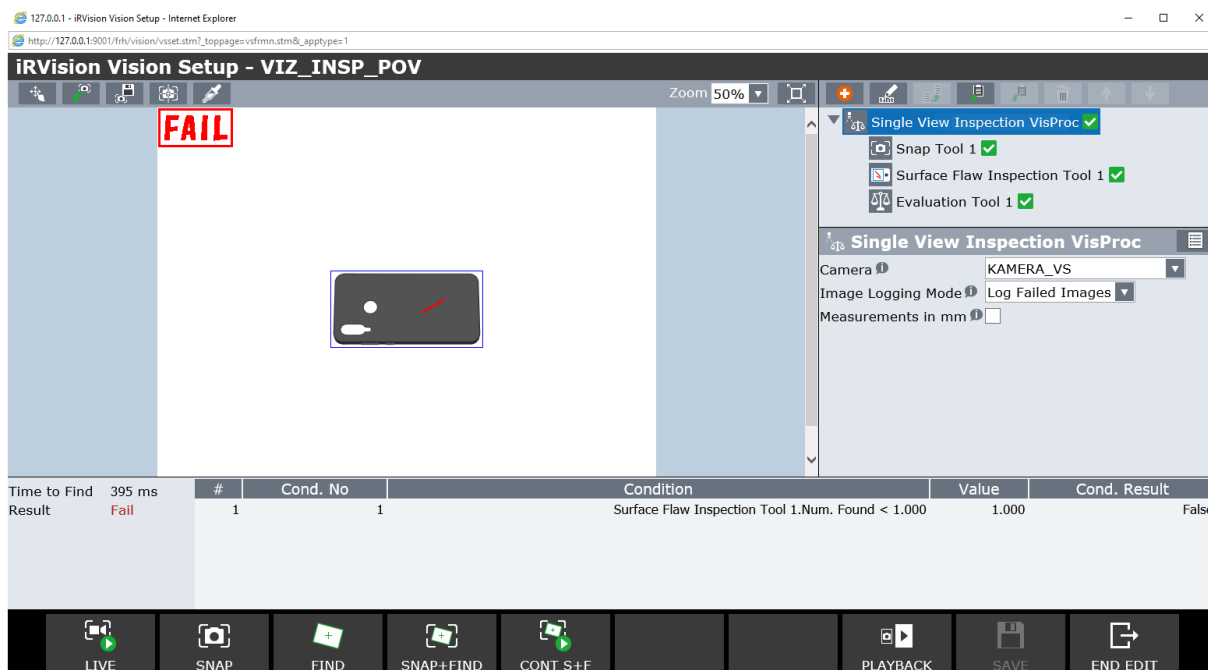 127.0.0.1 - iRVision Vision Setup - Internet Explorer
http://127.0.0.1:9001/frh/vision/vsset.stm?_toppage=vsfrmn.stm&_apptype=1
iRVision Vision Setup - VIZ_INSP_POV
Zoom 50%
FAIL
Single View Inspection VisProc
Snap Tool 1
Surface Flaw Inspection Tool 1
Evaluation Tool 1
Single View Inspection VisProc
Camera KAMERA_VS
Image Logging Mode Log Failed Images
Measurements in mm
Time to Find 395 ms
Result Fail
# Cond. No Condition Value Cond. Result
1 1 Surface Flaw Inspection Tool 1.Num. Found < 1.000 1.000 False
LIVE SNAP FIND SNAP+FIND CONT S+F PLAYBACK SAVE END EDIT